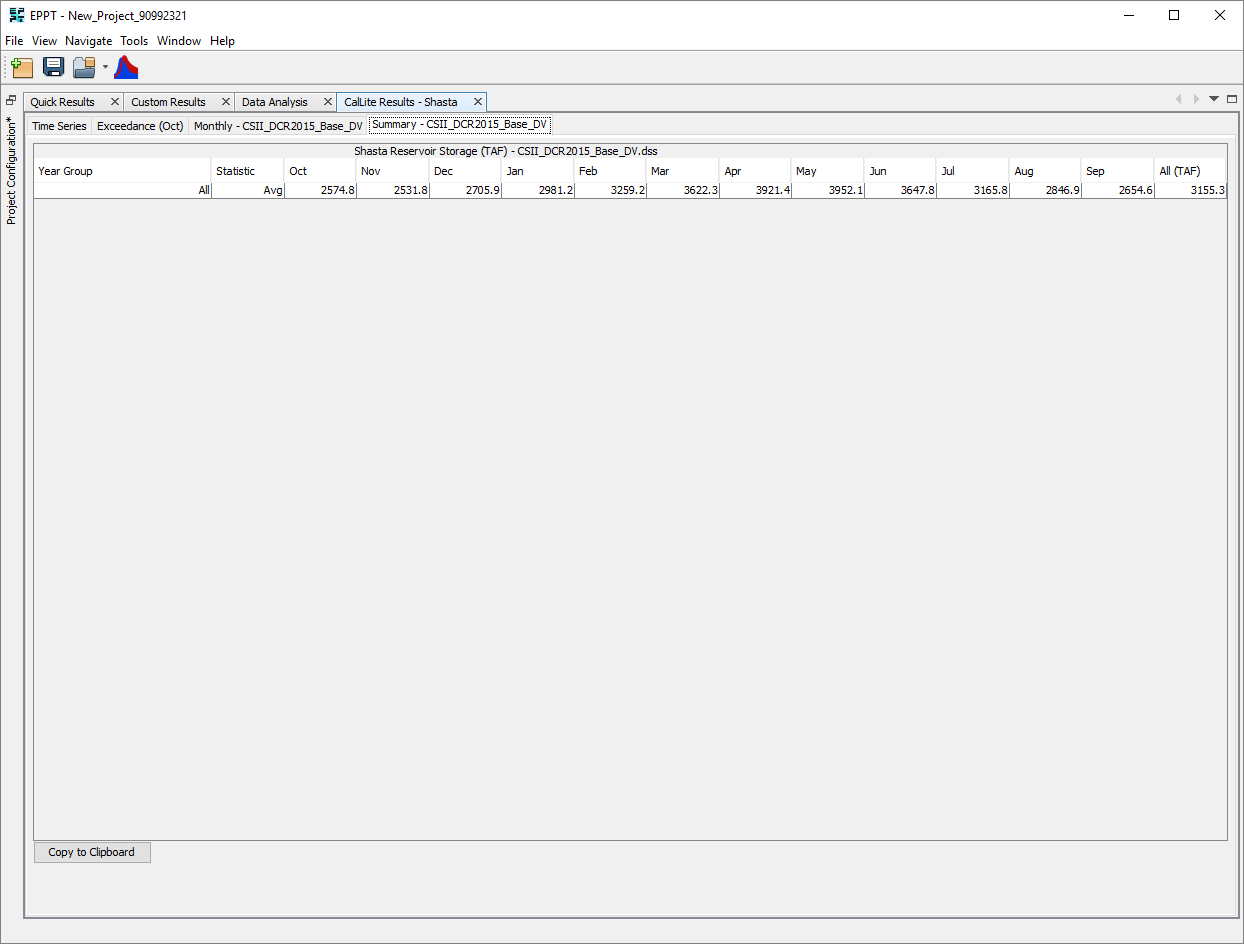 EPPT - New_Project_90992321
File View Navigate Tools Window Help
Quick Results Custom Results Data Analysis CalLite Results - Shasta
Project Configuration*
Time Series Exceedance (Oct) Monthly - CSII_DCR2015_Base_DV Summary - CSII_DCR2015_Base_DV
Shasta Reservoir Storage (TAF) - CSII_DCR2015_Base_DV.dss
Year Group Statistic Oct Nov Dec Jan Feb Mar Apr May Jun Jul Aug Sep All (TAF)
All Avg 2574.8 2531.8 2705.9 2981.2 3259.2 3622.3 3921.4 3952.1 3647.8 3165.8 2846.9 2654.6 3155.3
Copy to Clipboard